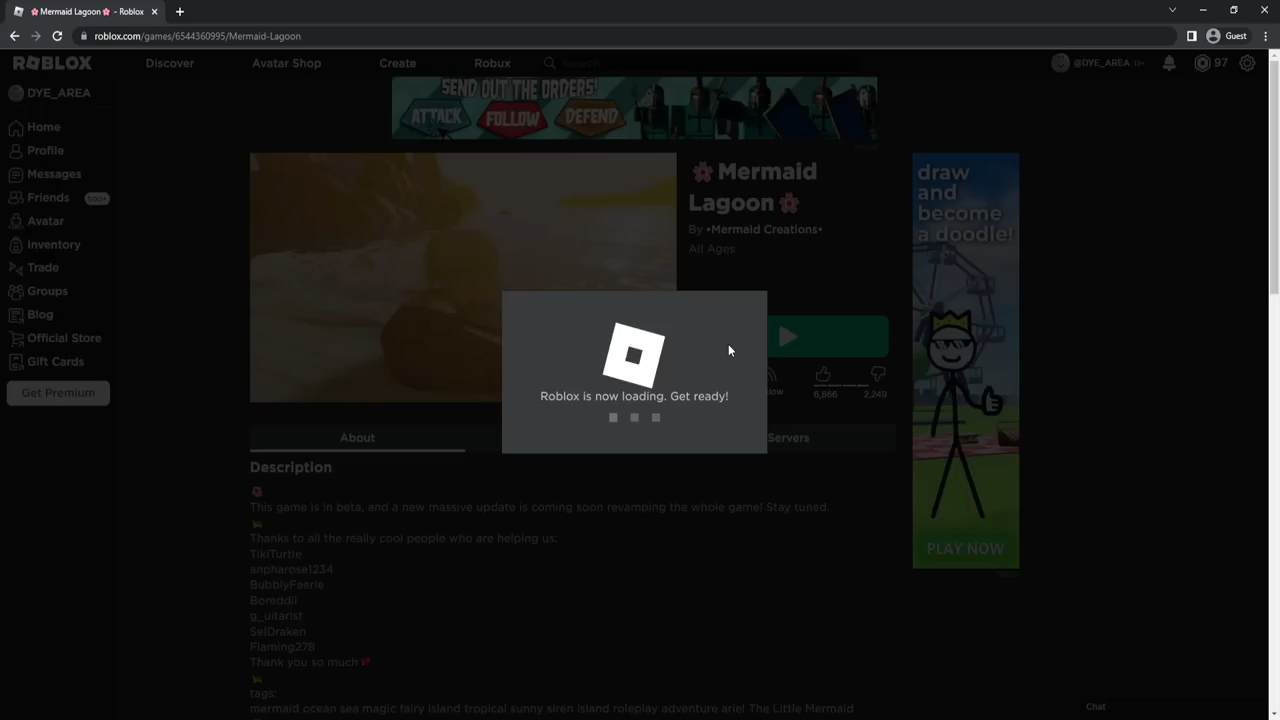 🌸 Mermaid Lagoon 🌸 - Roblox
roblox.com/games/6544360995/Mermaid-Lagoon
Guest
ROBLOX
Discover
Avatar Shop
Create
Robux
Search
@DYE_AREA 13+
97
DYE_AREA
Home
Profile
Messages
Friends
Avatar
Inventory
Trade
Groups
Blog
Official Store
Gift Cards
Get Premium
SEND OUT THE ORDERS!
ATTACK
FOLLOW
DEFEND
🌸 Mermaid
Lagoon 🌸
By •Mermaid Creations•
All Ages
6,866
2,249
Roblox is now loading. Get ready!
About
Servers
Description
🌸
This game is in beta, and a new massive update is coming soon revamping the whole game! Stay tuned.
Thanks to all the really cool people who are helping us:
TikiTurtle
anpharose1234
BubblyFaerie
Boreddii
g_uitarist
SelDraken
Flaming278
Thank you so much
tags:
mermaid ocean sea magic fairy island tropical sunny siren island roleplay adventure ariel The Little Mermaid
draw
and
become
a doodle!
PLAY NOW
Chat